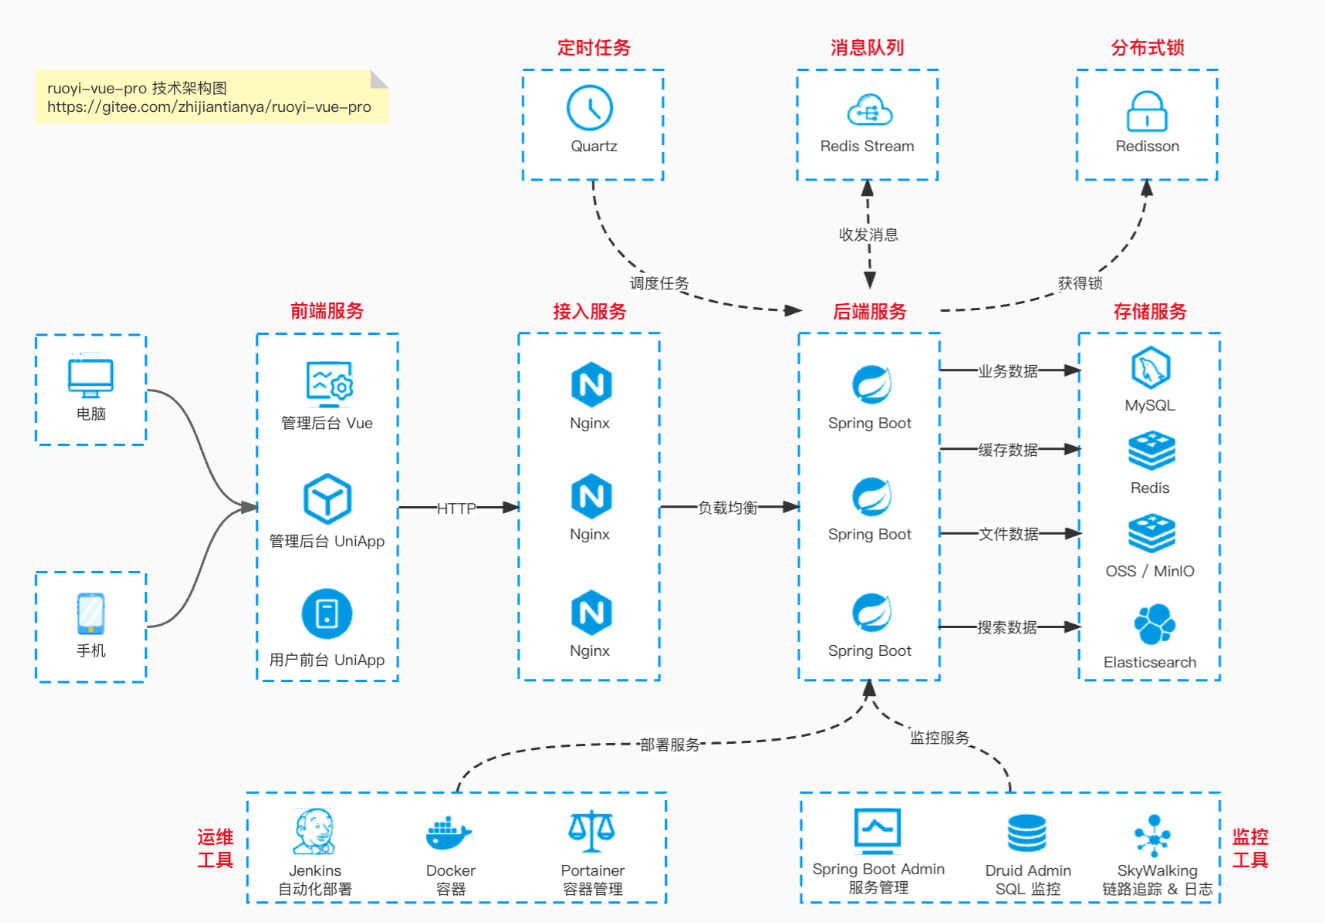 ruoyi-vue-pro 技术架构图
https://gitee.com/zhijiantianya/ruoyi-vue-pro
定时任务
消息队列
分布式锁
Quartz
Redis Stream
Redisson
收发消息
调度任务
获得锁
前端服务
接入服务
后端服务
存储服务
电脑
手机
管理后台 Vue
管理后台 UniApp
用户前台 UniApp
HTTP
Nginx
Nginx
Nginx
负载均衡
Spring Boot
Spring Boot
Spring Boot
业务数据
缓存数据
文件数据
搜索数据
MySQL
Redis
OSS / MinIO
Elasticsearch
部署服务
监控服务
运维
工具
Jenkins
自动化部署
Docker
容器
Portainer
容器管理
Spring Boot Admin
服务管理
Druid Admin
SQL 监控
SkyWalking
链路追踪 & 日志
监控
工具